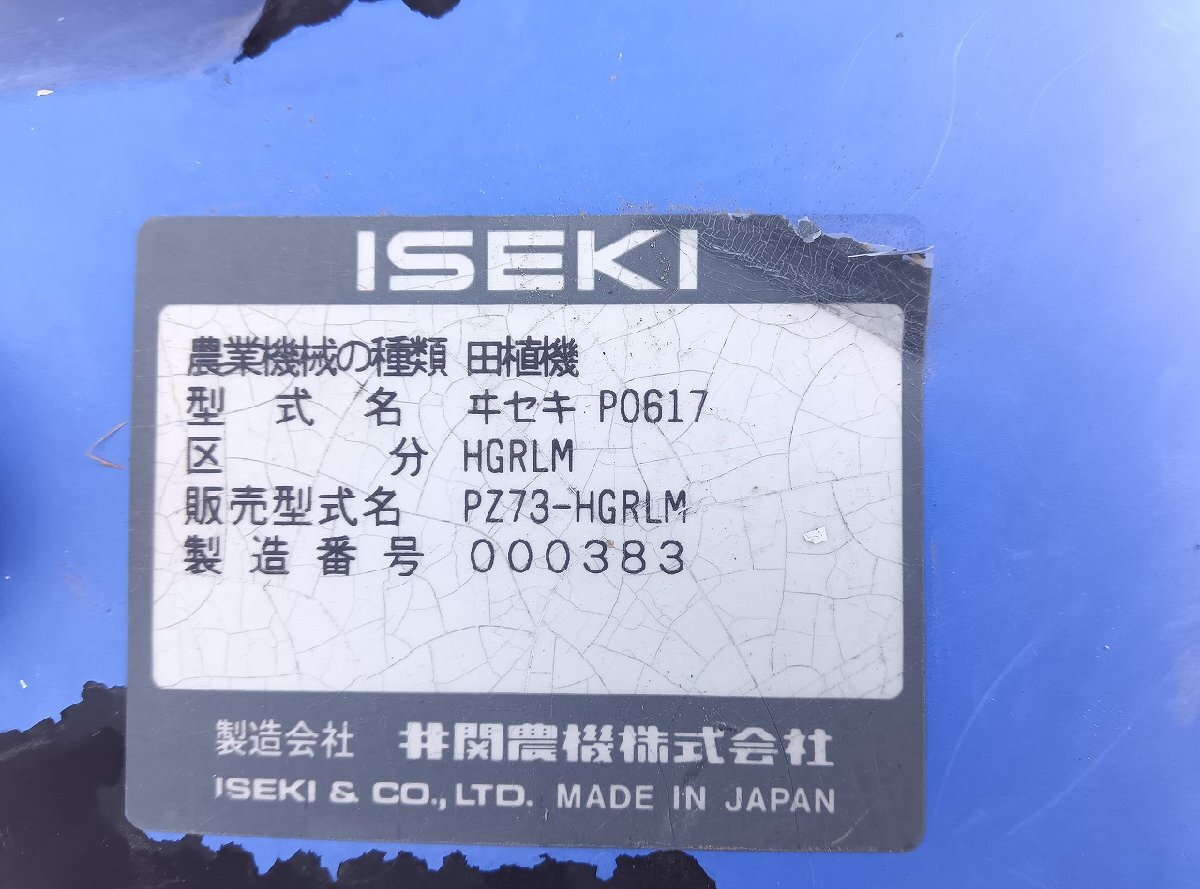 ISEKI
農業機械の種類 田植機
型式名 ヰセキ P0617
区分 HGRLM
販売型式名 PZ73-HGRLM
製造番号 000383
製造会社 井関農機株式会社
ISEKI & CO., LTD. MADE IN JAPAN